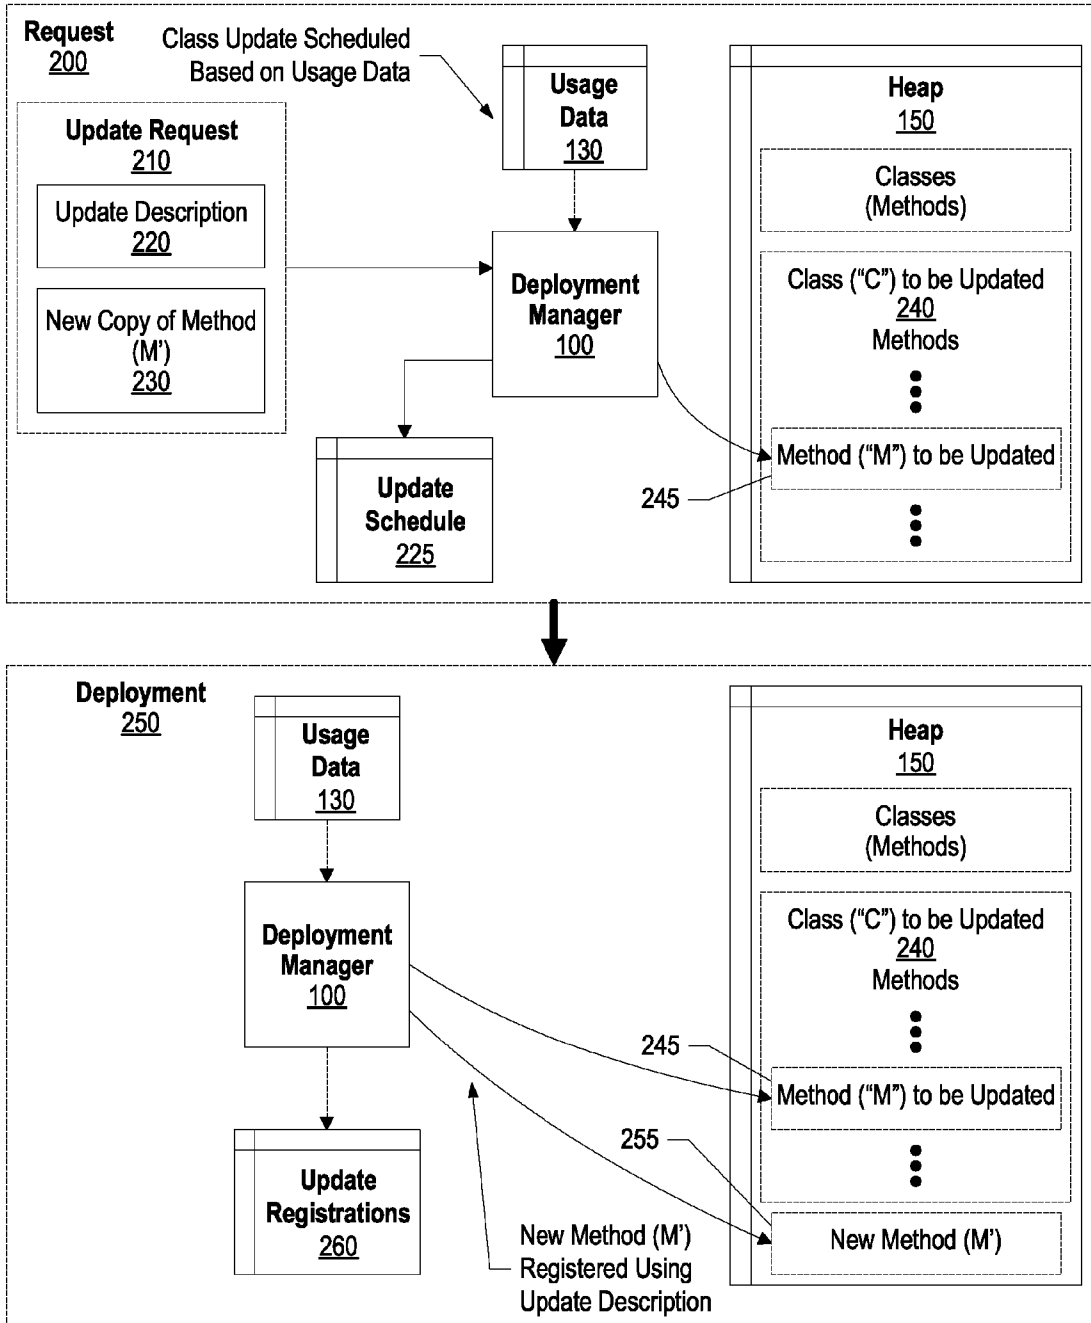 Request
200
Class Update Scheduled
Based on Usage Data
Usage
Data
130
Heap
150
Update Request
210
Update Description
220
New Copy of Method
(M’)
230
Deployment
Manager
100
Classes
(Methods)
Class (“C”) to be Updated
240
Methods
Method (“M”) to be Updated
245
Update
Schedule
225
Deployment
250
Usage
Data
130
Heap
150
Classes
(Methods)
Deployment
Manager
100
Class (“C”) to be Updated
240
Methods
245
Method (“M”) to be Updated
255
Update
Registrations
260
New Method (M’)
Registered Using
Update Description
New Method (M’)